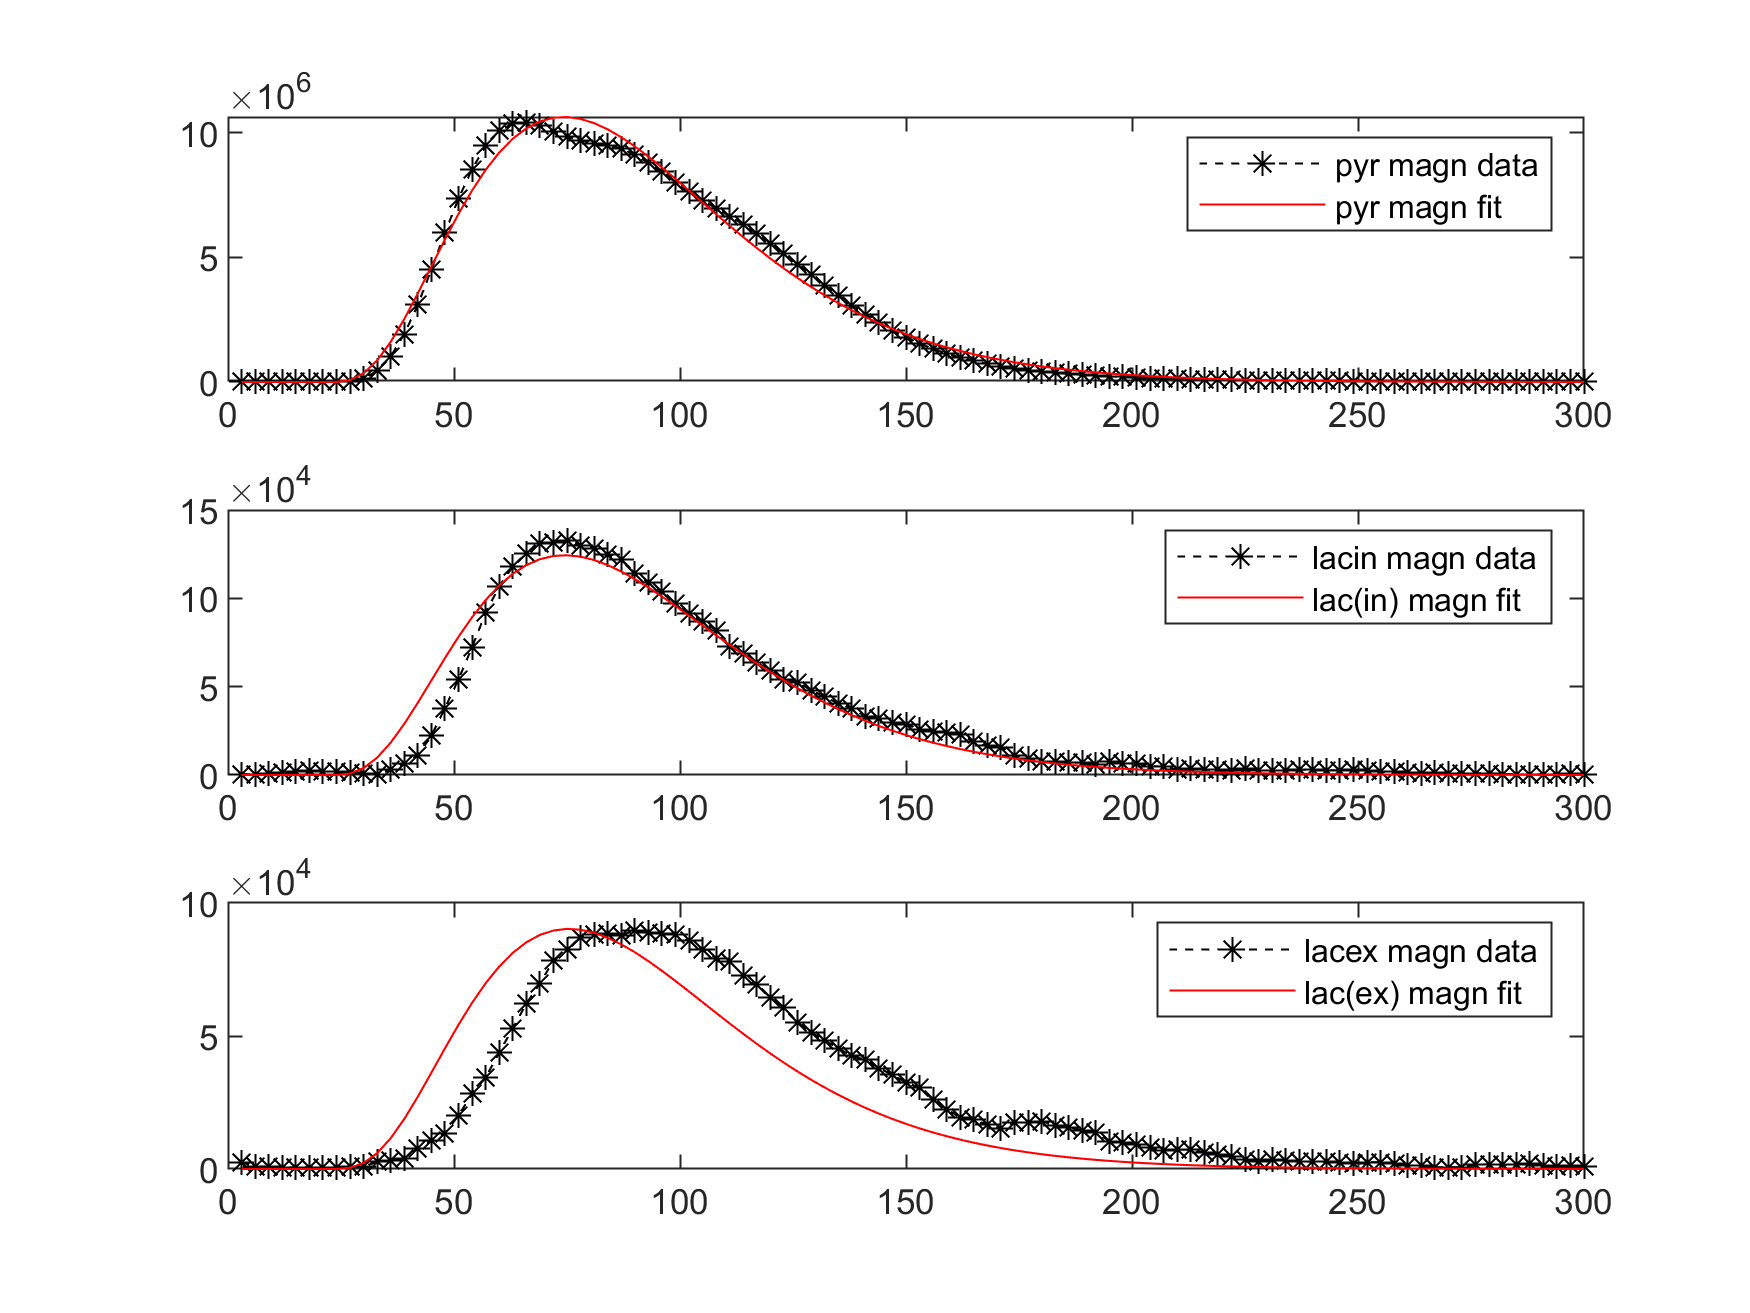 ×10^6
10
5
0
0 50 100 150 200 250 300
pyr magn data
pyr magn fit
×10^4
15
10
5
0
0 50 100 150 200 250 300
lacin magn data
lac(in) magn fit
×10^4
10
5
0
0 50 100 150 200 250 300
lacex magn data
lac(ex) magn fit